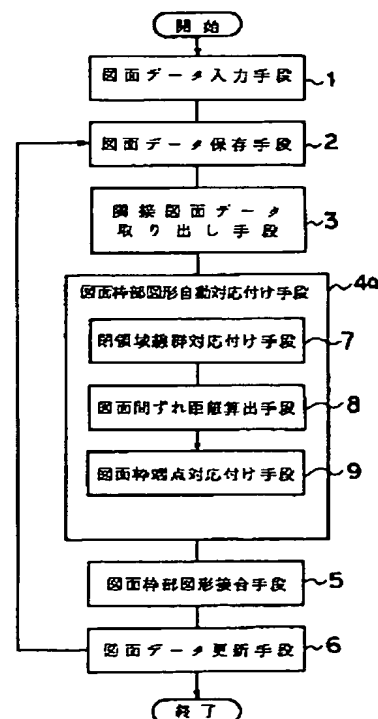 開始
図面データ入力手段
1
図面データ保存手段
2
隣接図面データ
取り出し手段
3
図面枠部図形自動対応付け手段
4a
閉領域線群対応付け手段
7
図面間ずれ距離算出手段
8
図面枠端点対応付け手段
9
図面枠部図形接合手段
5
図面データ更新手段
6
終了